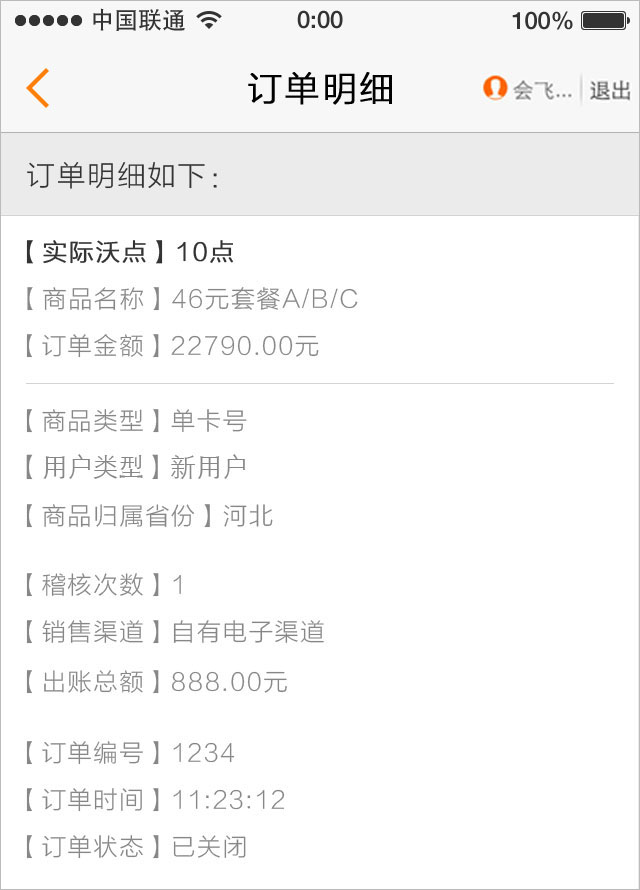 中国联通 0:00 100%
订单明细 会飞... 退出
订单明细如下：
【实际沃点】10点
【商品名称】46元套餐A/B/C
【订单金额】22790.00元
【商品类型】单卡号
【用户类型】新用户
【商品归属省份】河北
【稽核次数】1
【销售渠道】自有电子渠道
【出账总额】888.00元
【订单编号】1234
【订单时间】11:23:12
【订单状态】已关闭